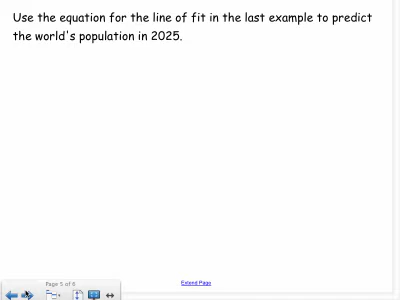 Use the equation for the line of fit in the last example to predict
the world's population in 2025.
Extend Page
Page 5 of 6